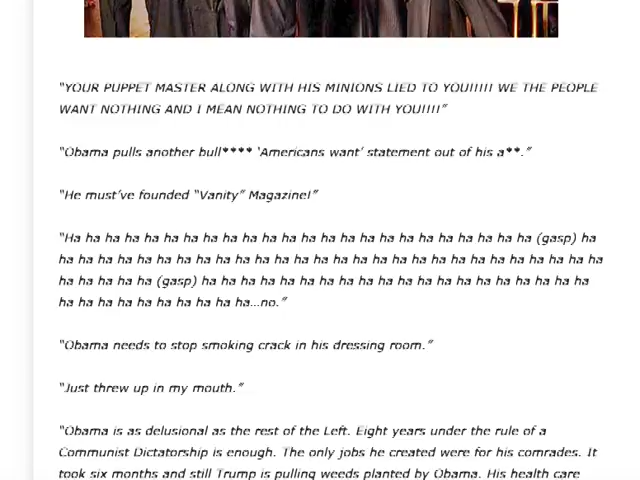 "YOUR PUPPET MASTER ALONG WITH HIS MINIONS LIED TO YOU!!!!! WE THE PEOPLE
WANT NOTHING AND I MEAN NOTHING TO DO WITH YOU!!!!"
"Obama pulls another bull**** 'Americans want' statement out of his a**."
"He must've founded "Vanity" Magazine!"
"Ha ha ha ha ha ha ha ha ha ha ha ha ha ha ha ha ha ha ha ha ha ha ha ha (gasp) ha
ha ha ha ha ha ha ha ha ha ha ha ha ha ha ha ha ha ha ha ha ha ha ha ha ha ha ha ha
ha ha ha ha ha (gasp) ha ha ha ha ha ha ha ha ha ha ha ha ha ha ha ha ha ha ha ha
ha ha ha ha ha ha ha ha ha ha...no."
"Obama needs to stop smoking crack in his dressing room."
"Just threw up in my mouth."
"Obama is as delusional as the rest of the Left. Eight years under the rule of a
Communist Dictatorship is enough. The only jobs he created were for his comrades. It
took six months and still Trump is pulling weeds planted by Obama. His health care